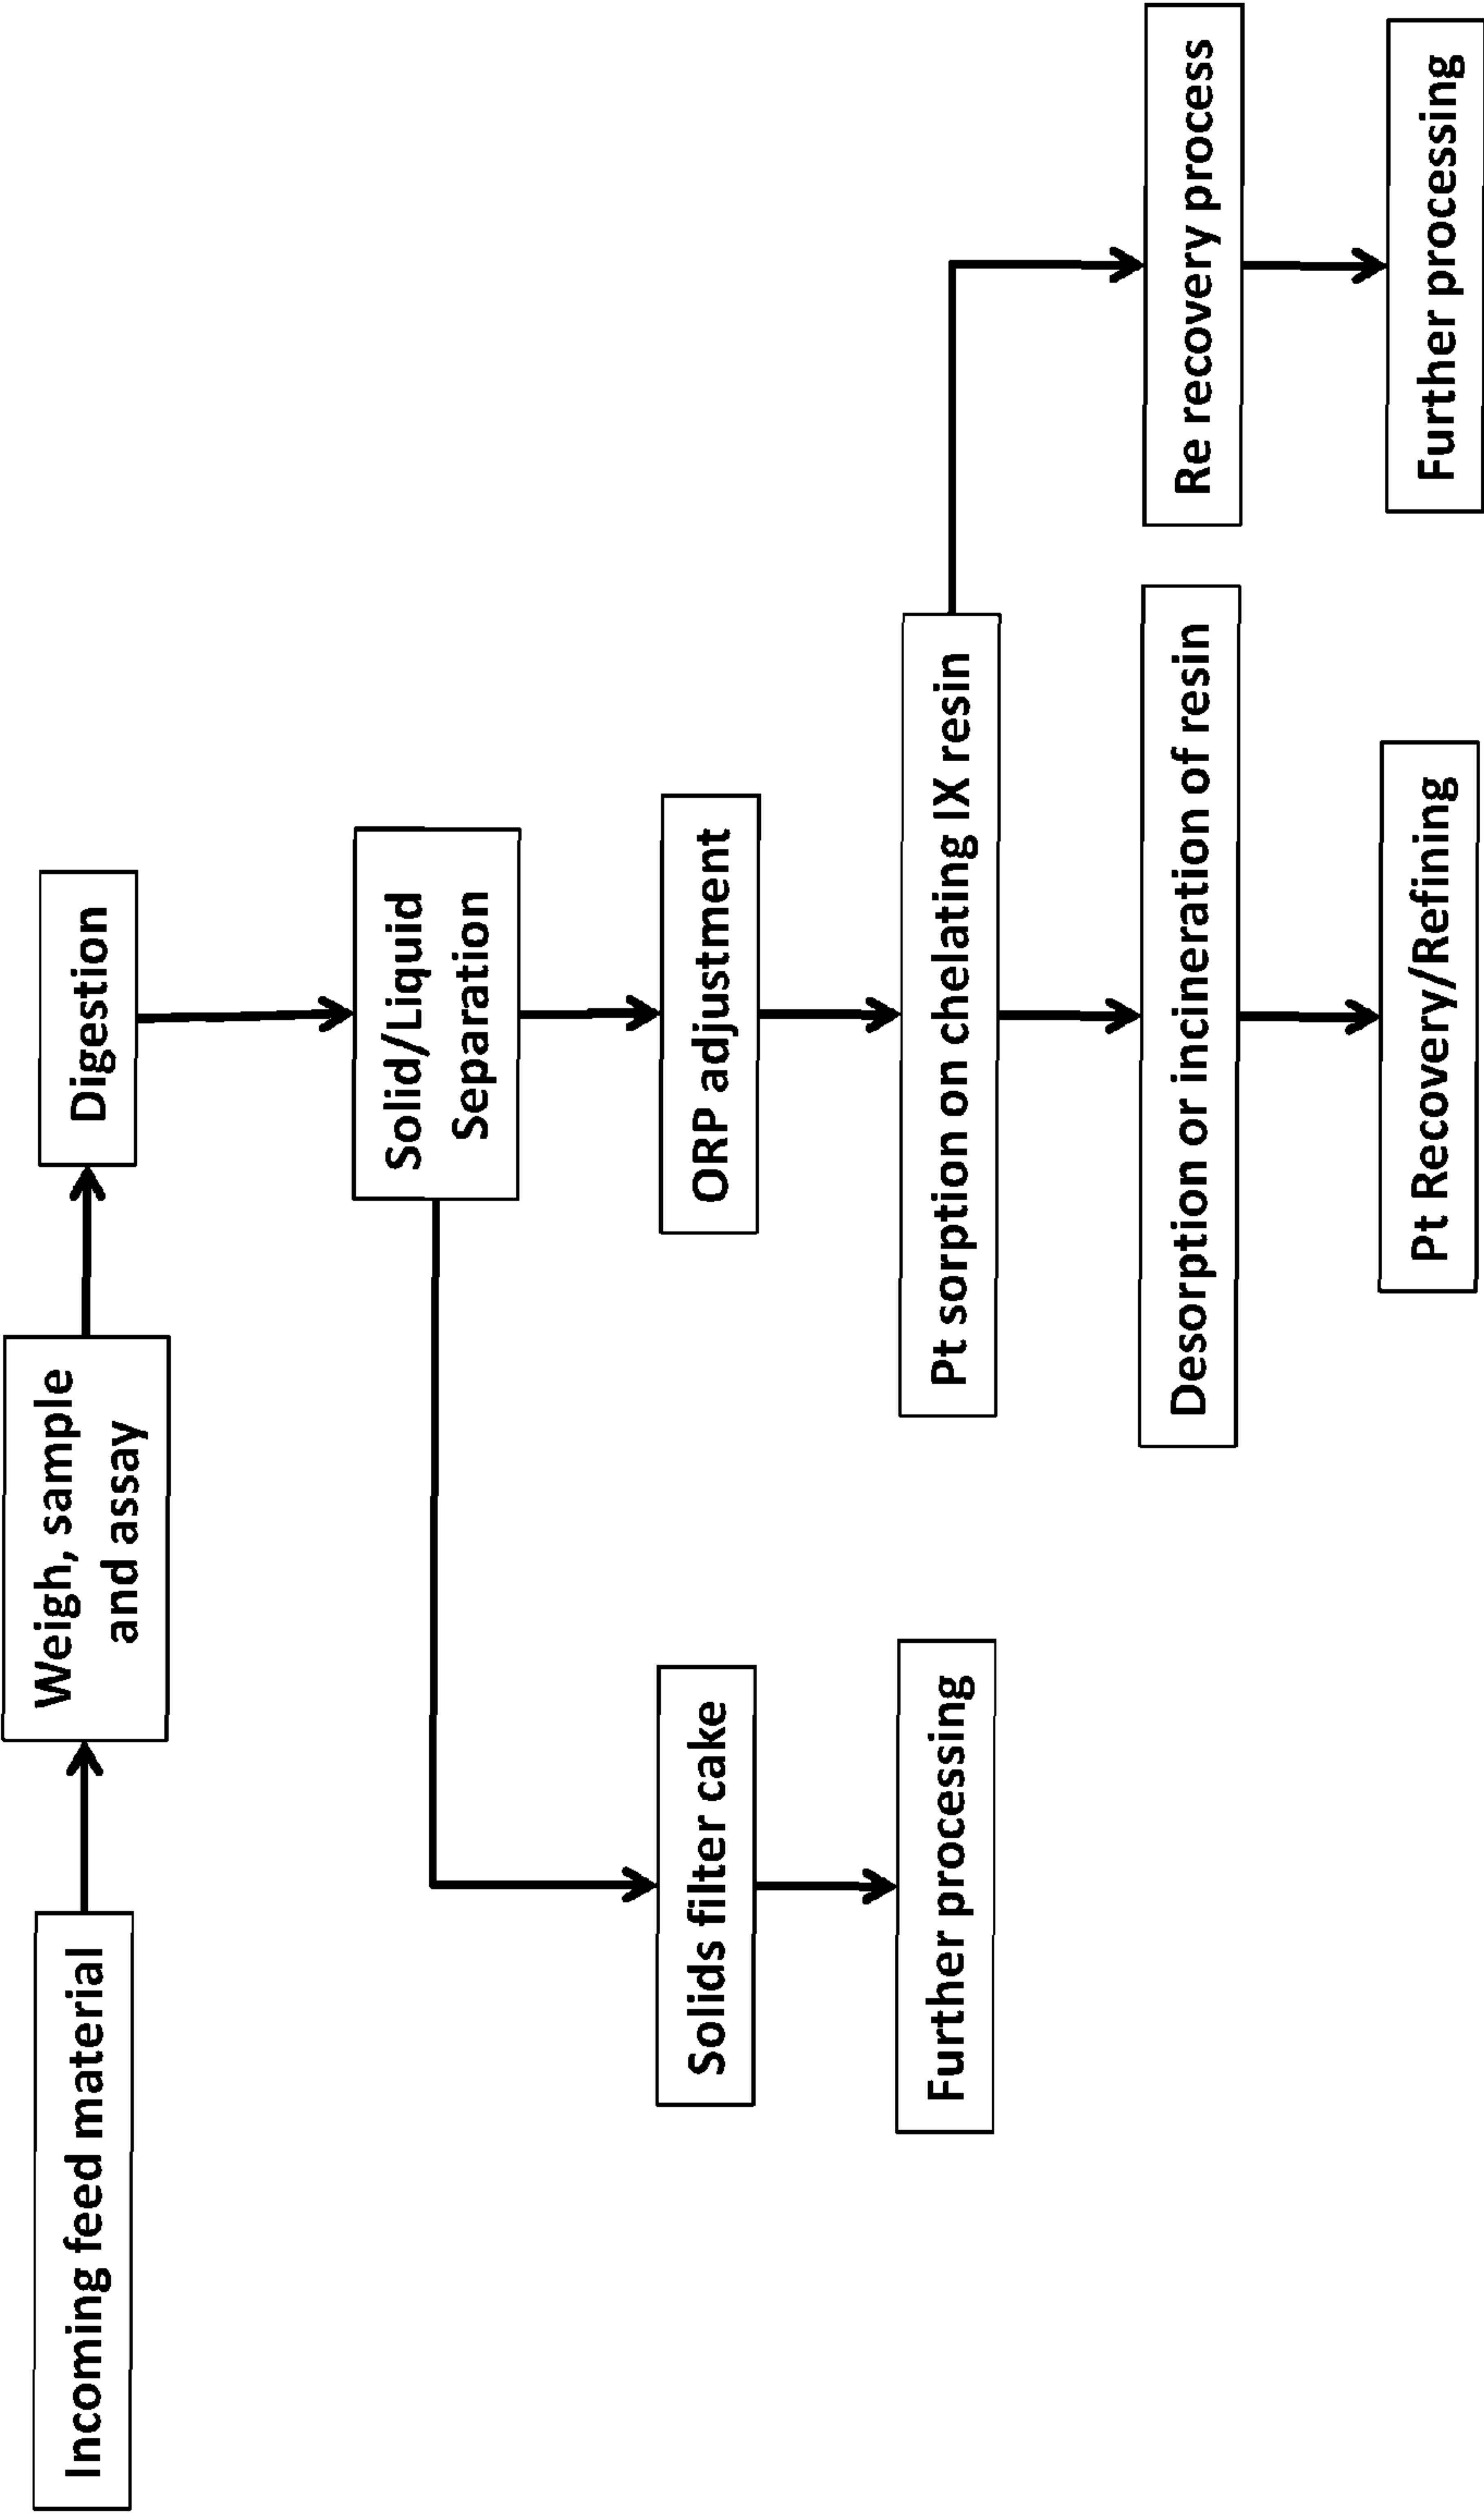 Incoming feed material
Weigh, sample
and assay
Digestion
Solid/Liquid
Separation
Solids filter cake
ORP adjustment
Further processing
Pt sorption on chelating IX resin
Desorption or incineration of resin
Re recovery process
Pt Recovery/Refining
Further processing